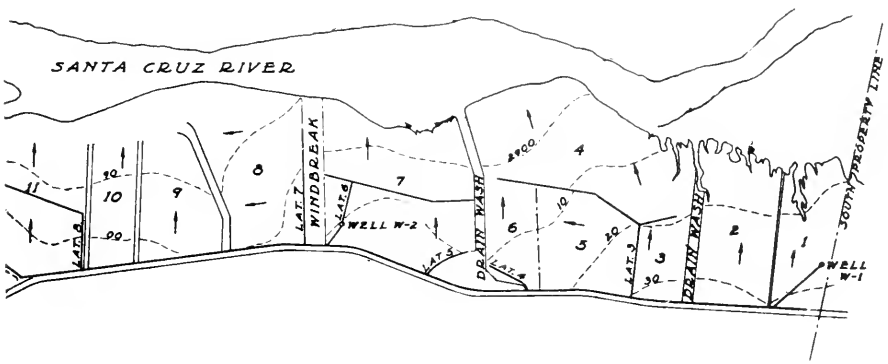 SANTA CRUZ RIVER
SOUTH PROPERTY LINE
WINDBREAK
LAT. 7
LAT. 6
WELL W-2
LAT. 5
DRAIN WASH
LAT. 4
LAT. 3
DRAIN WASH
WELL W-1
LAT. 8
11
10
9
8
7
6
5
4
3
2
1
90
00
2900
10
20
30